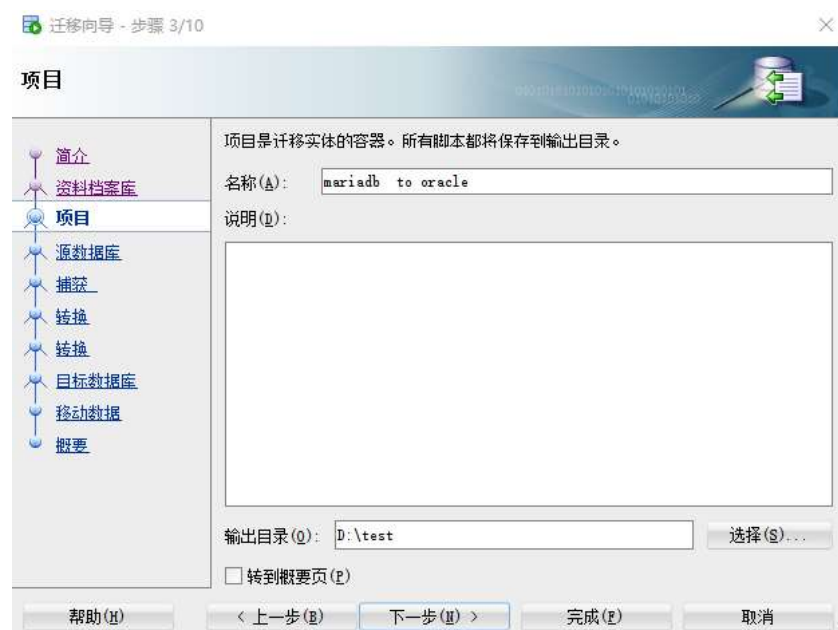 迁移向导 - 步骤 3/10
项目
简介
资料档案库
项目
源数据库
捕获
转换
转换
目标数据库
移动数据
概要
项目是迁移实体的容器。所有脚本都将保存到输出目录。
名称(A): mariadb  to oracle
说明(D):
输出目录(O): D:\test 选择(S)...
转到概要页(P)
帮助(H) < 上一步(B) 下一步(N) > 完成(F) 取消